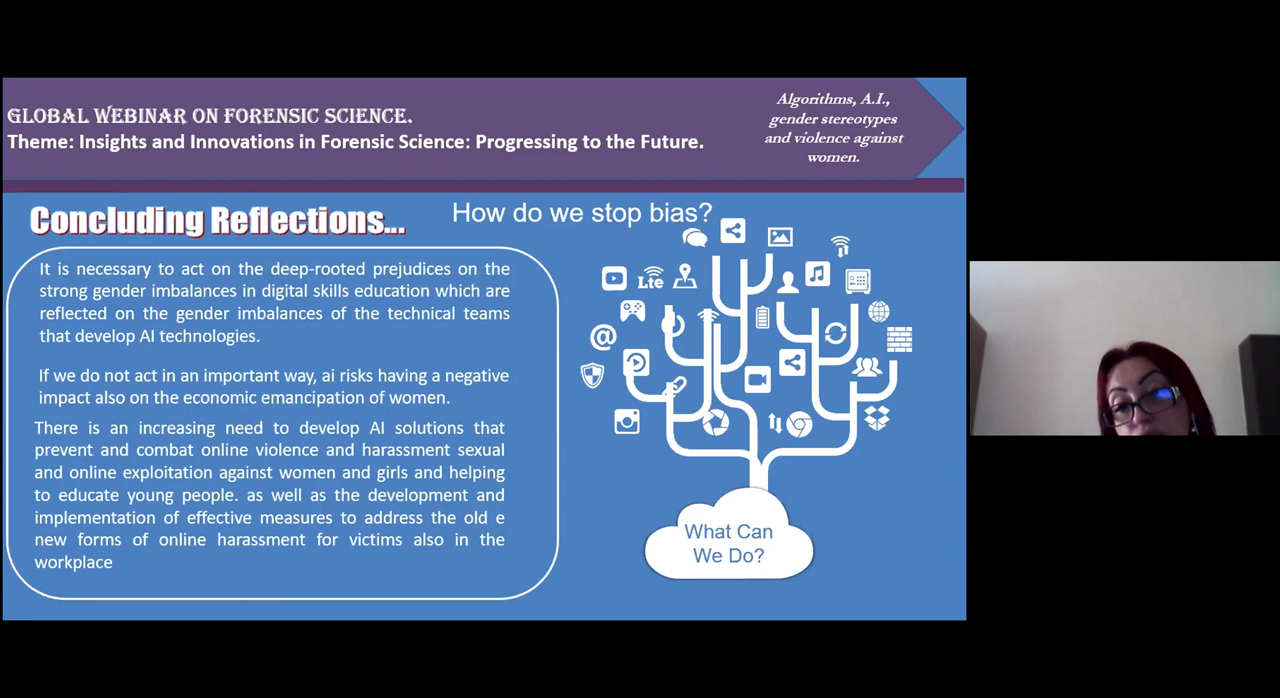 GLOBAL WEBINAR ON FORENSIC SCIENCE.
Theme: Insights and Innovations in Forensic Science: Progressing to the Future.
Algorithms, A.I.,
gender stereotypes
and violence against
women.
Concluding Reflections...
How do we stop bias?
It is necessary to act on the deep-rooted prejudices on the
strong gender imbalances in digital skills education which are
reflected on the gender imbalances of the technical teams
that develop AI technologies.
If we do not act in an important way, ai risks having a negative
impact also on the economic emancipation of women.
There is an increasing need to develop AI solutions that
prevent and combat online violence and harassment sexual
and online exploitation against women and girls and helping
to educate young people. as well as the development and
implementation of effective measures to address the old e
new forms of online harassment for victims also in the
workplace
Lte
@
What Can
We Do?